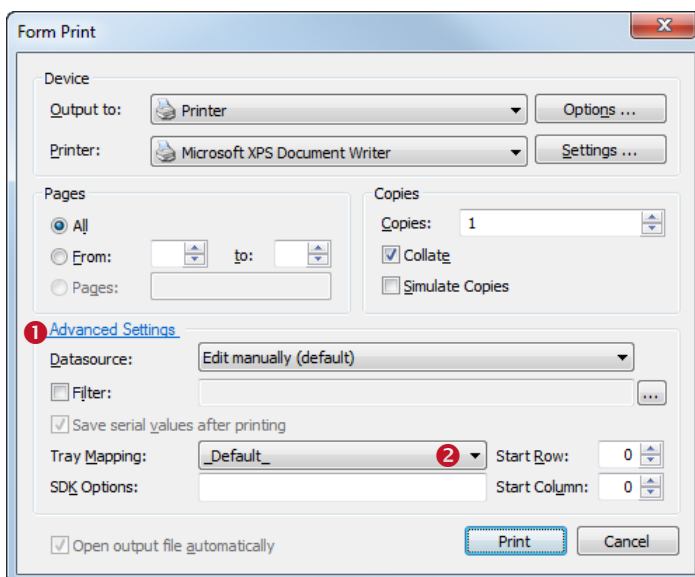 Form Print
Device
Output to: Printer Options ...
Printer: Microsoft XPS Document Writer Settings ...
Pages Copies
All Copies: 1
From: to: Collate
Pages: Simulate Copies
1 Advanced Settings
Datasource: Edit manually (default)
Filter: ...
Save serial values after printing
Tray Mapping: _Default_ 2 Start Row: 0
SDK Options: Start Column: 0
Open output file automatically Print Cancel